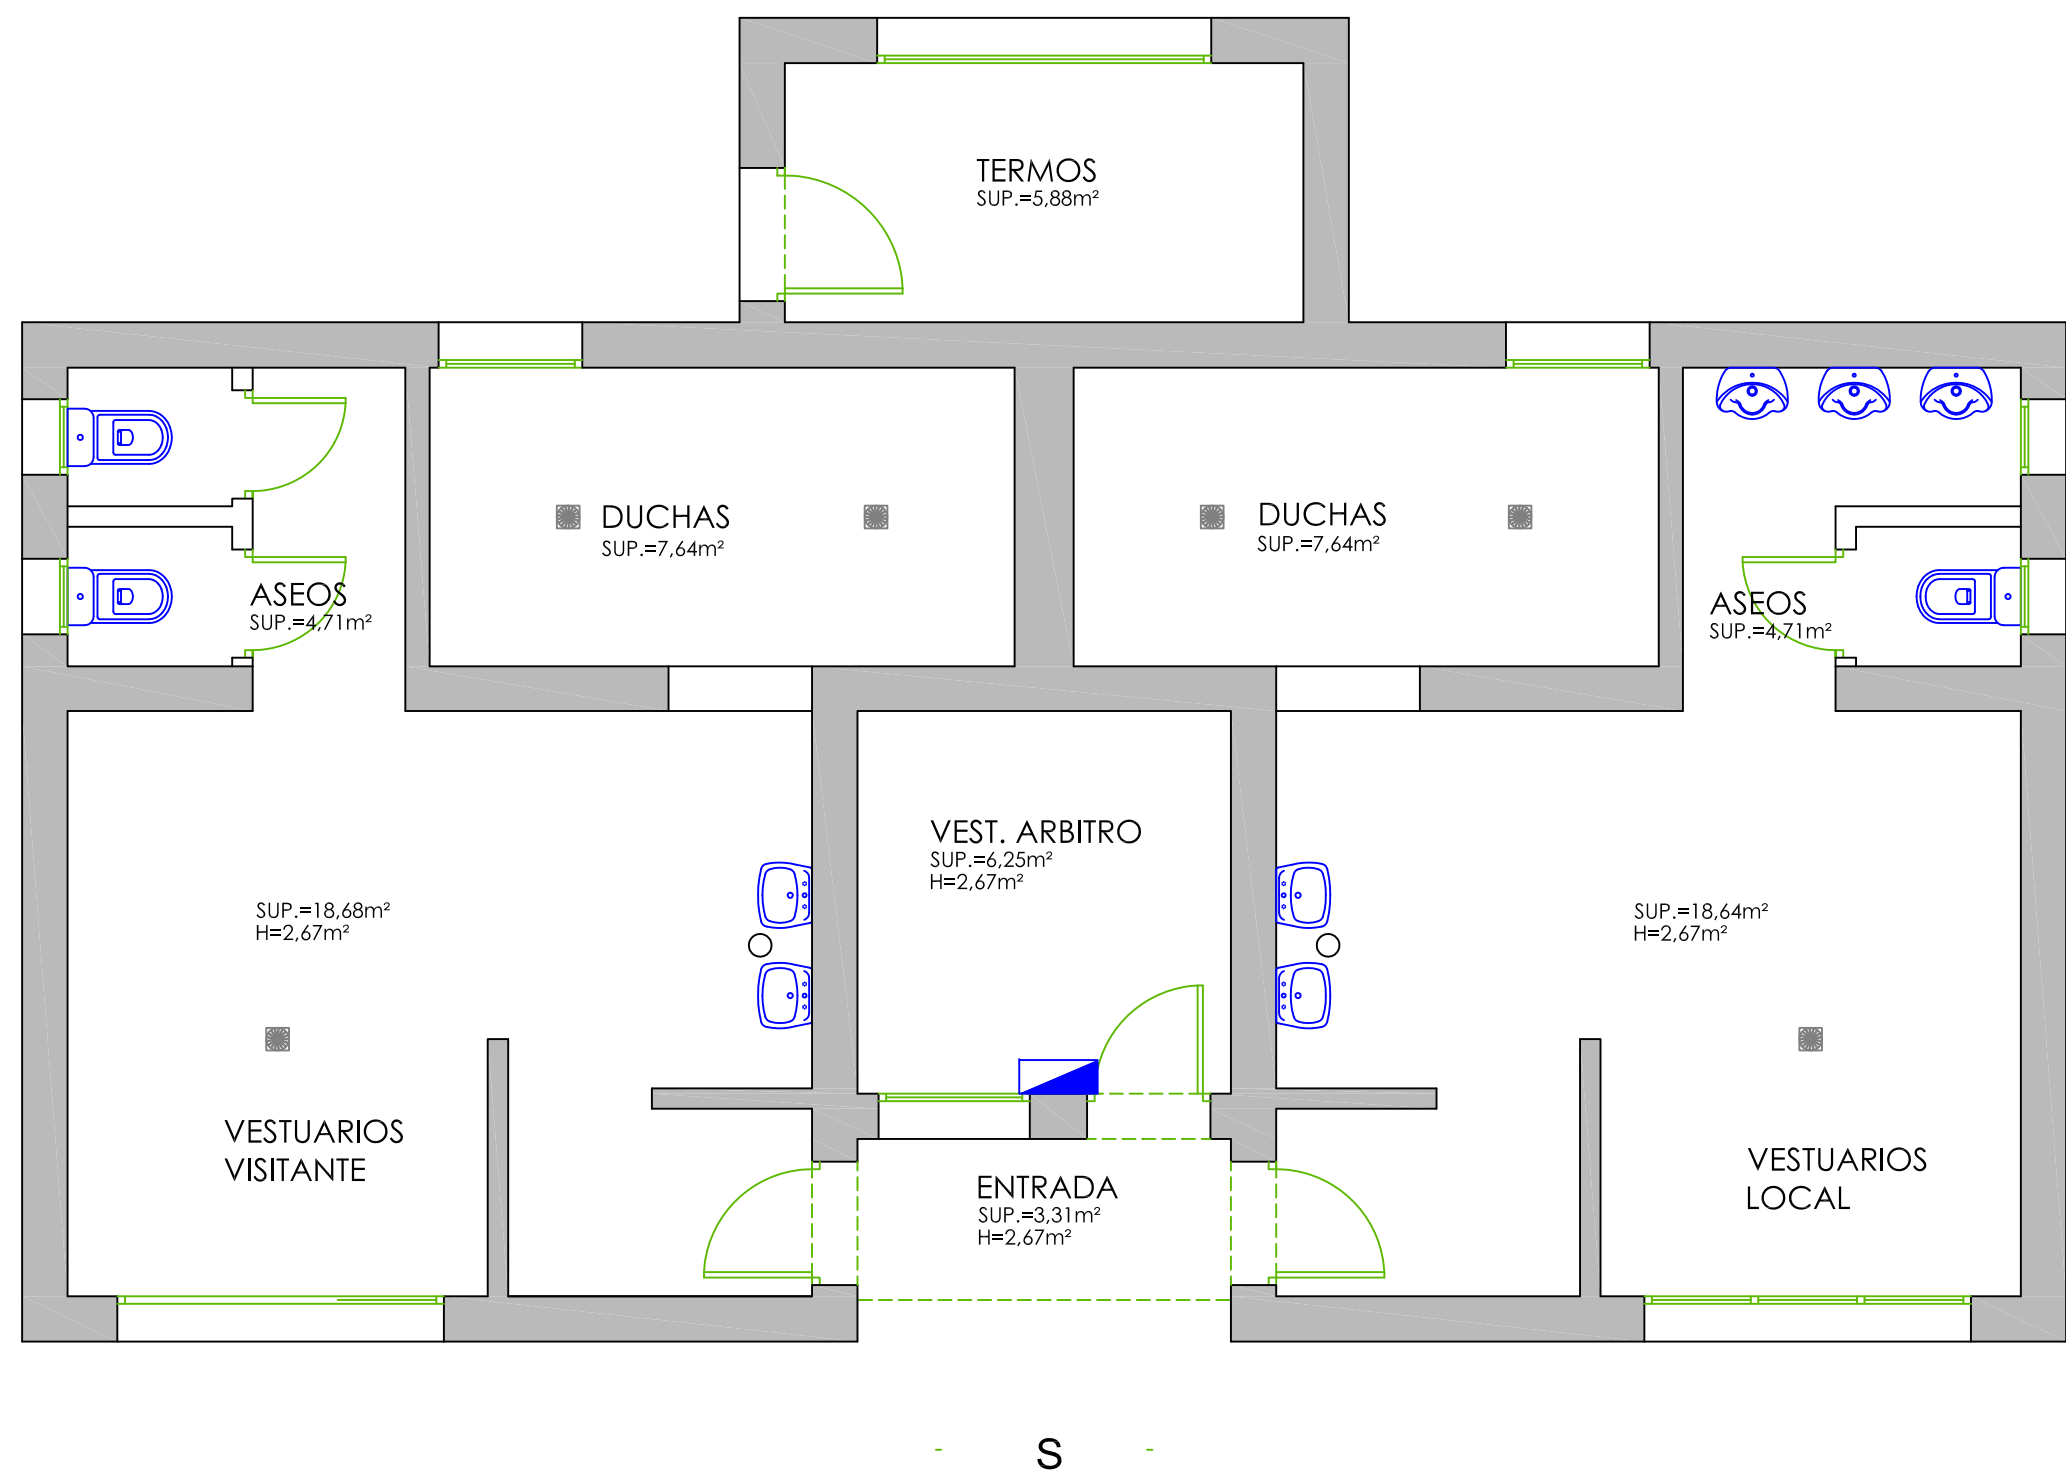 TERMOS
SUP.=5,88m²
DUCHAS
SUP.=7,64m²
DUCHAS
SUP.=7,64m²
ASEOS
SUP.=4,71m²
ASEOS
SUP.=4,71m²
VEST. ARBITRO
SUP.=6,25m²
H=2,67m²
SUP.=18,68m²
H=2,67m²
SUP.=18,64m²
H=2,67m²
VESTUARIOS
VISITANTE
ENTRADA
SUP.=3,31m²
H=2,67m²
VESTUARIOS
LOCAL
S